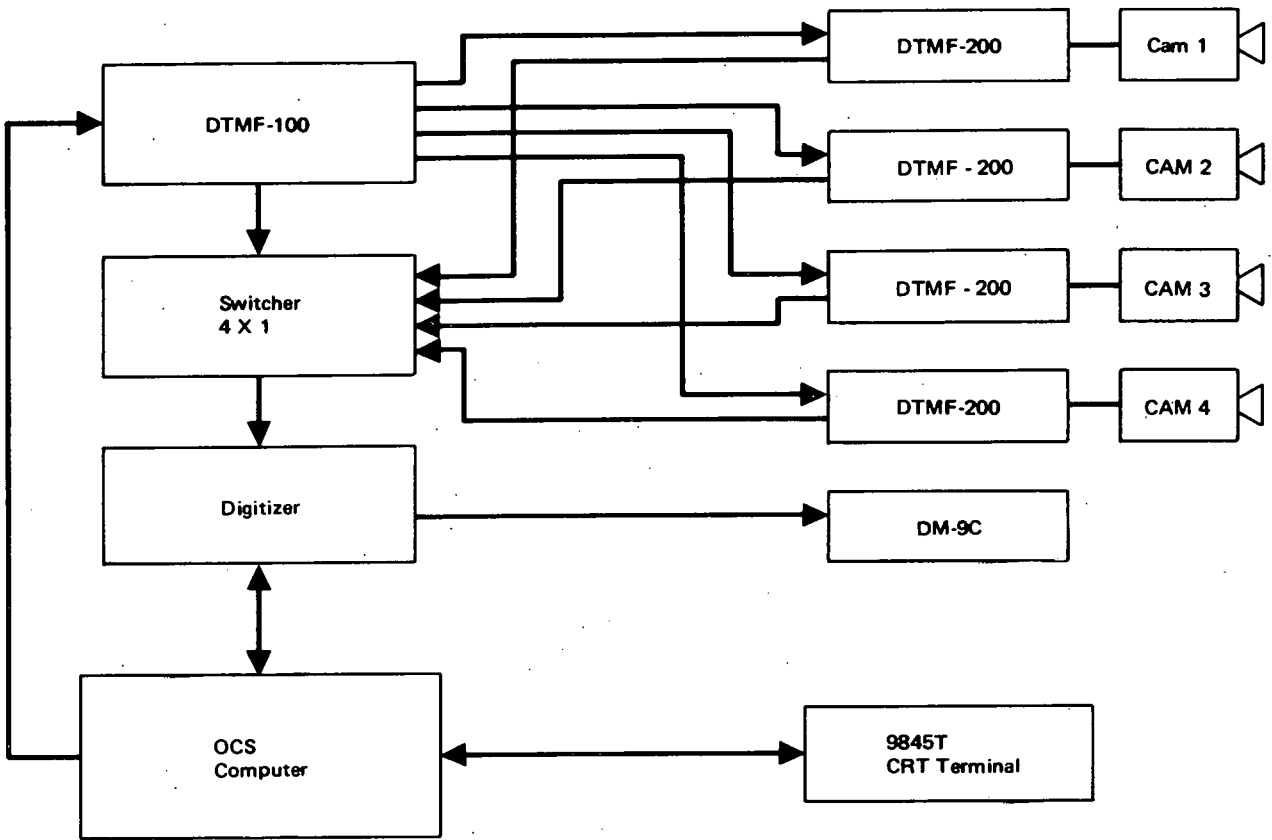 DTMF-200
Cam 1
DTMF-100
DTMF - 200
CAM 2
Switcher
4 X 1
DTMF - 200
CAM 3
DTMF-200
CAM 4
Digitizer
DM-9C
OCS
Computer
9845T
CRT Terminal